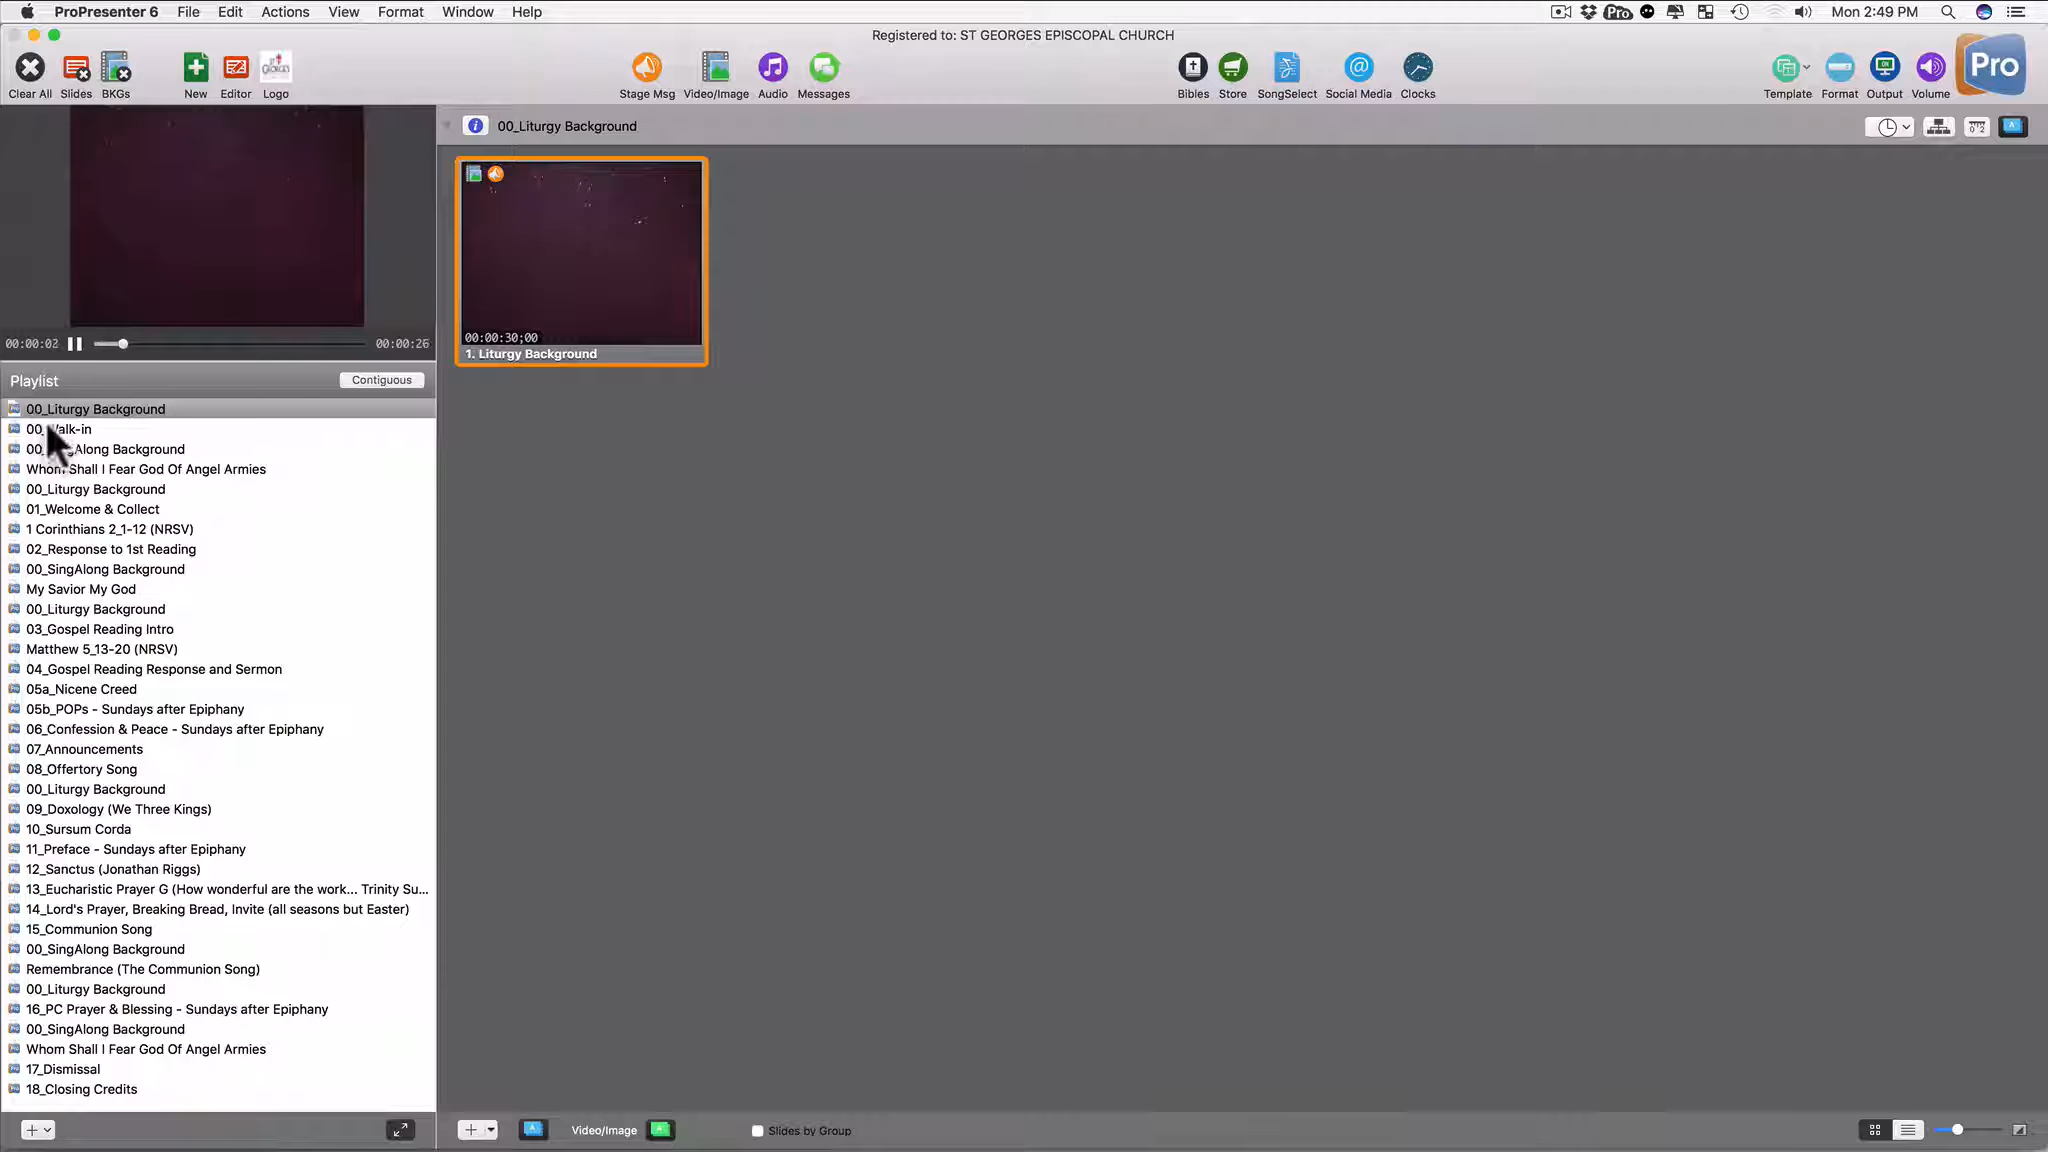 ProPresenter 6 File Edit Actions View Format Window Help
Pro
Mon 2:49 PM
Registered to: ST GEORGES EPISCOPAL CHURCH
Clear All Slides BKGs New Editor Logo Stage Msg Video/Image Audio Messages Bibles Store SongSelect Social Media Clocks Template Format Output Volume
Pro
00_Liturgy Background
00:00:30;00
1. Liturgy Background
00:00:02 00:00:26
Playlist Contiguous
00_Liturgy Background
00_ alk-in
00_ gAlong Background
Whom Shall I Fear God Of Angel Armies
00_Liturgy Background
01_Welcome & Collect
1 Corinthians 2_1-12 (NRSV)
02_Response to 1st Reading
00_SingAlong Background
My Savior My God
00_Liturgy Background
03_Gospel Reading Intro
Matthew 5_13-20 (NRSV)
04_Gospel Reading Response and Sermon
05a_Nicene Creed
05b_POPs - Sundays after Epiphany
06_Confession & Peace - Sundays after Epiphany
07_Announcements
08_Offertory Song
00_Liturgy Background
09_Doxology (We Three Kings)
10_Sursum Corda
11_Preface - Sundays after Epiphany
12_Sanctus (Jonathan Riggs)
13_Eucharistic Prayer G (How wonderful are the work... Trinity Su...
14_Lord's Prayer, Breaking Bread, Invite (all seasons but Easter)
15_Communion Song
00_SingAlong Background
Remembrance (The Communion Song)
00_Liturgy Background
16_PC Prayer & Blessing - Sundays after Epiphany
00_SingAlong Background
Whom Shall I Fear God Of Angel Armies
17_Dismissal
18_Closing Credits
Video/Image Slides by Group